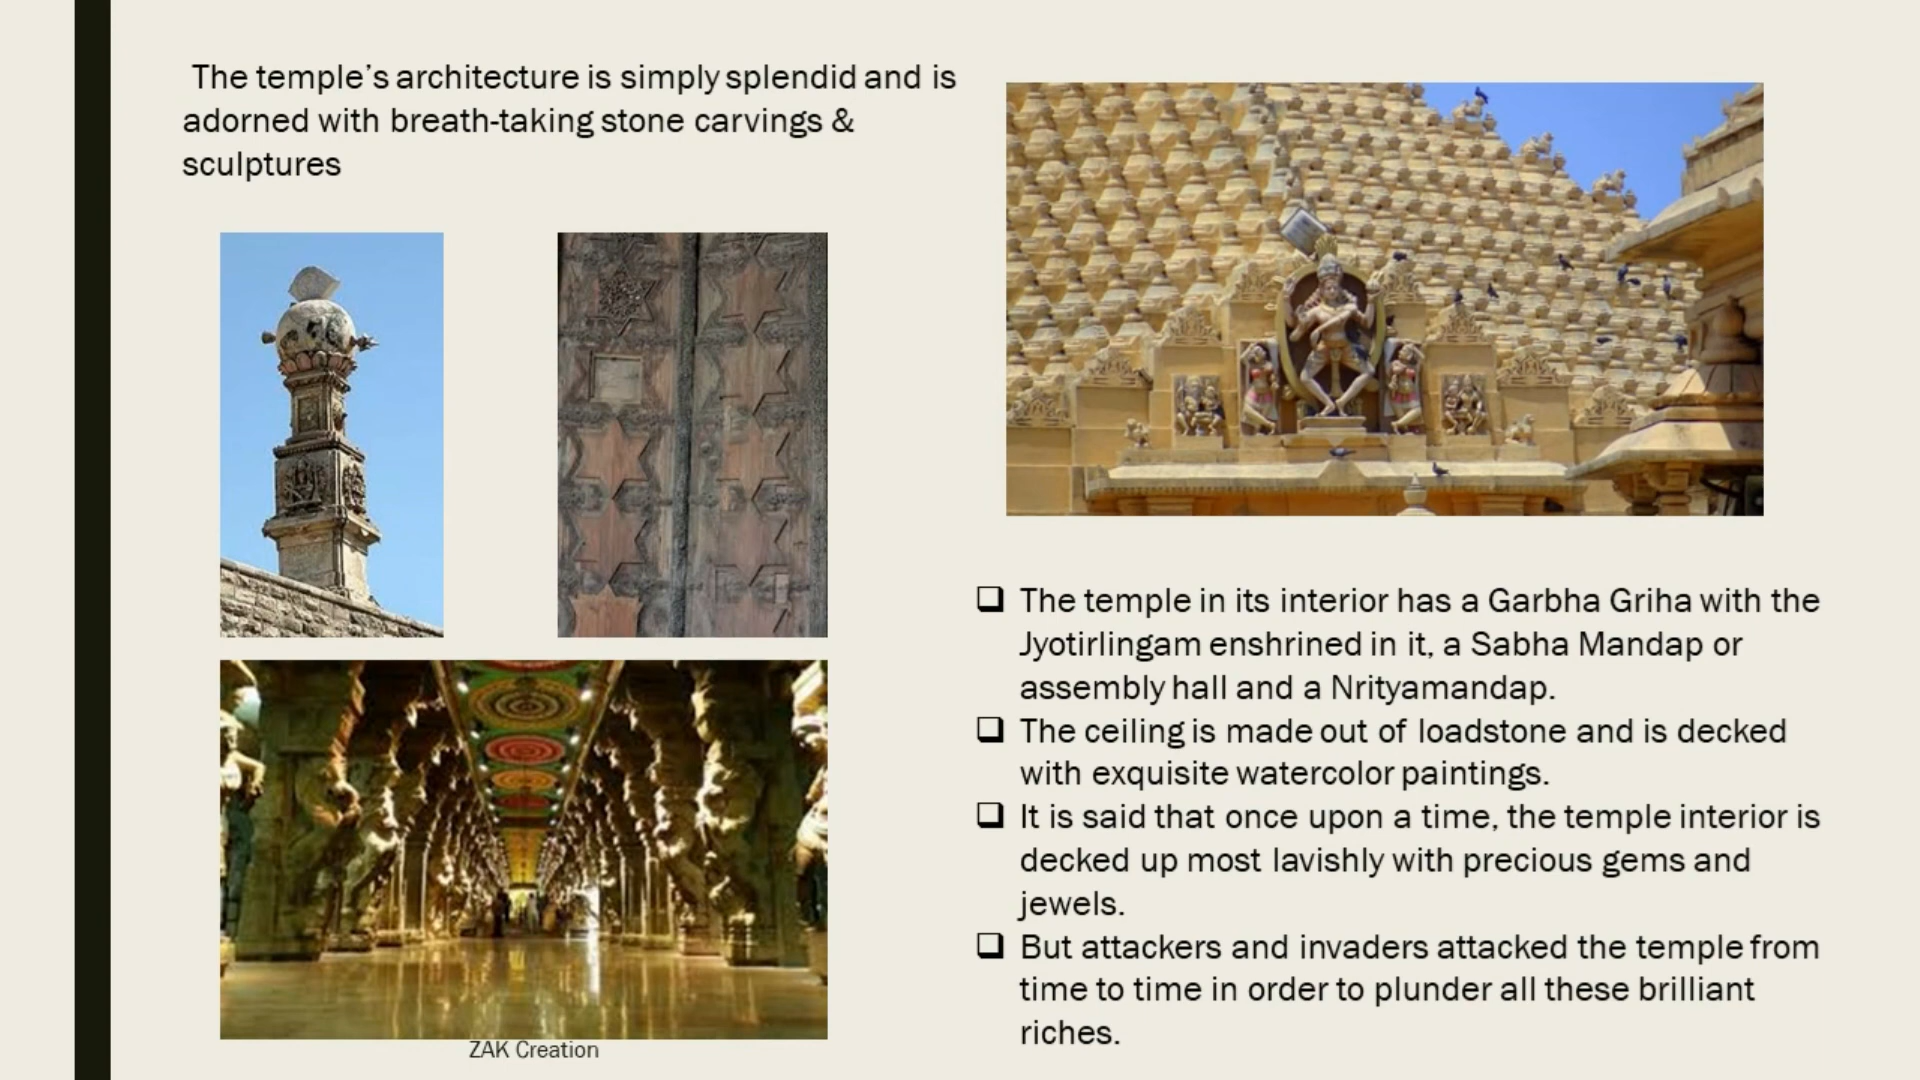 The temple’s architecture is simply splendid and is
adorned with breath-taking stone carvings &
sculptures
The temple in its interior has a Garbha Griha with the
Jyotirlingam enshrined in it, a Sabha Mandap or
assembly hall and a Nrityamandap.
The ceiling is made out of loadstone and is decked
with exquisite watercolor paintings.
It is said that once upon a time, the temple interior is
decked up most lavishly with precious gems and
jewels.
But attackers and invaders attacked the temple from
time to time in order to plunder all these brilliant
riches.
ZAK Creation